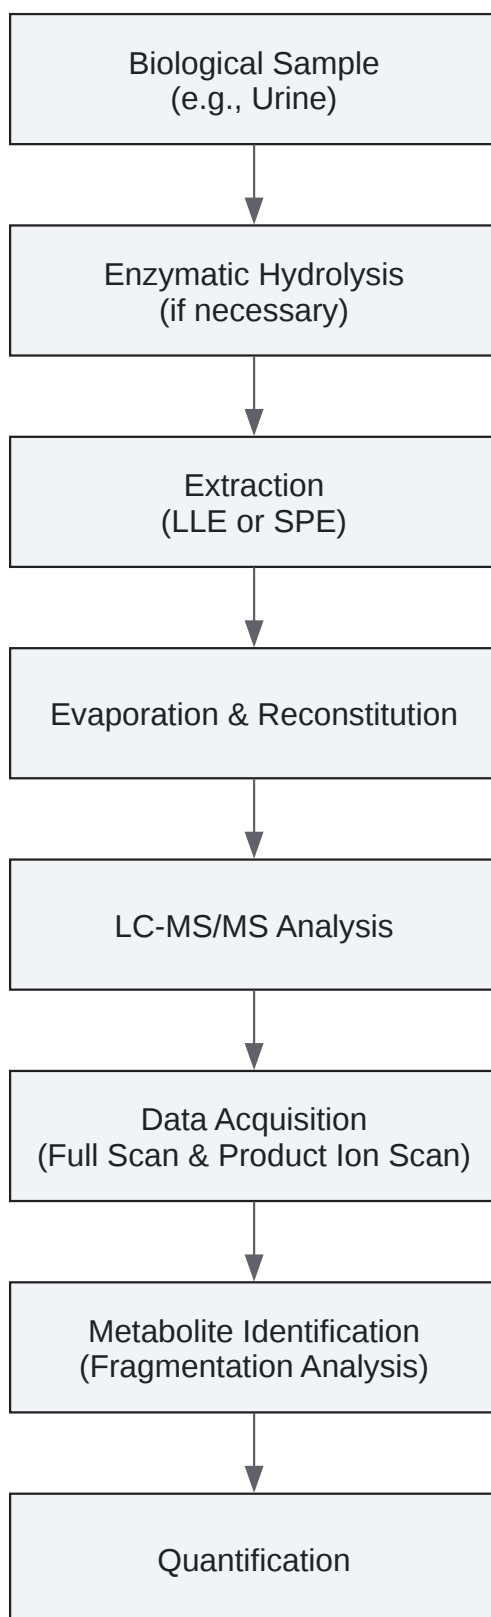 Biological Sample
(e.g., Urine)
Enzymatic Hydrolysis
(if necessary)
Extraction
(LLE or SPE)
Evaporation & Reconstitution
LC-MS/MS Analysis
Data Acquisition
(Full Scan & Product Ion Scan)
Metabolite Identification
(Fragmentation Analysis)
Quantification